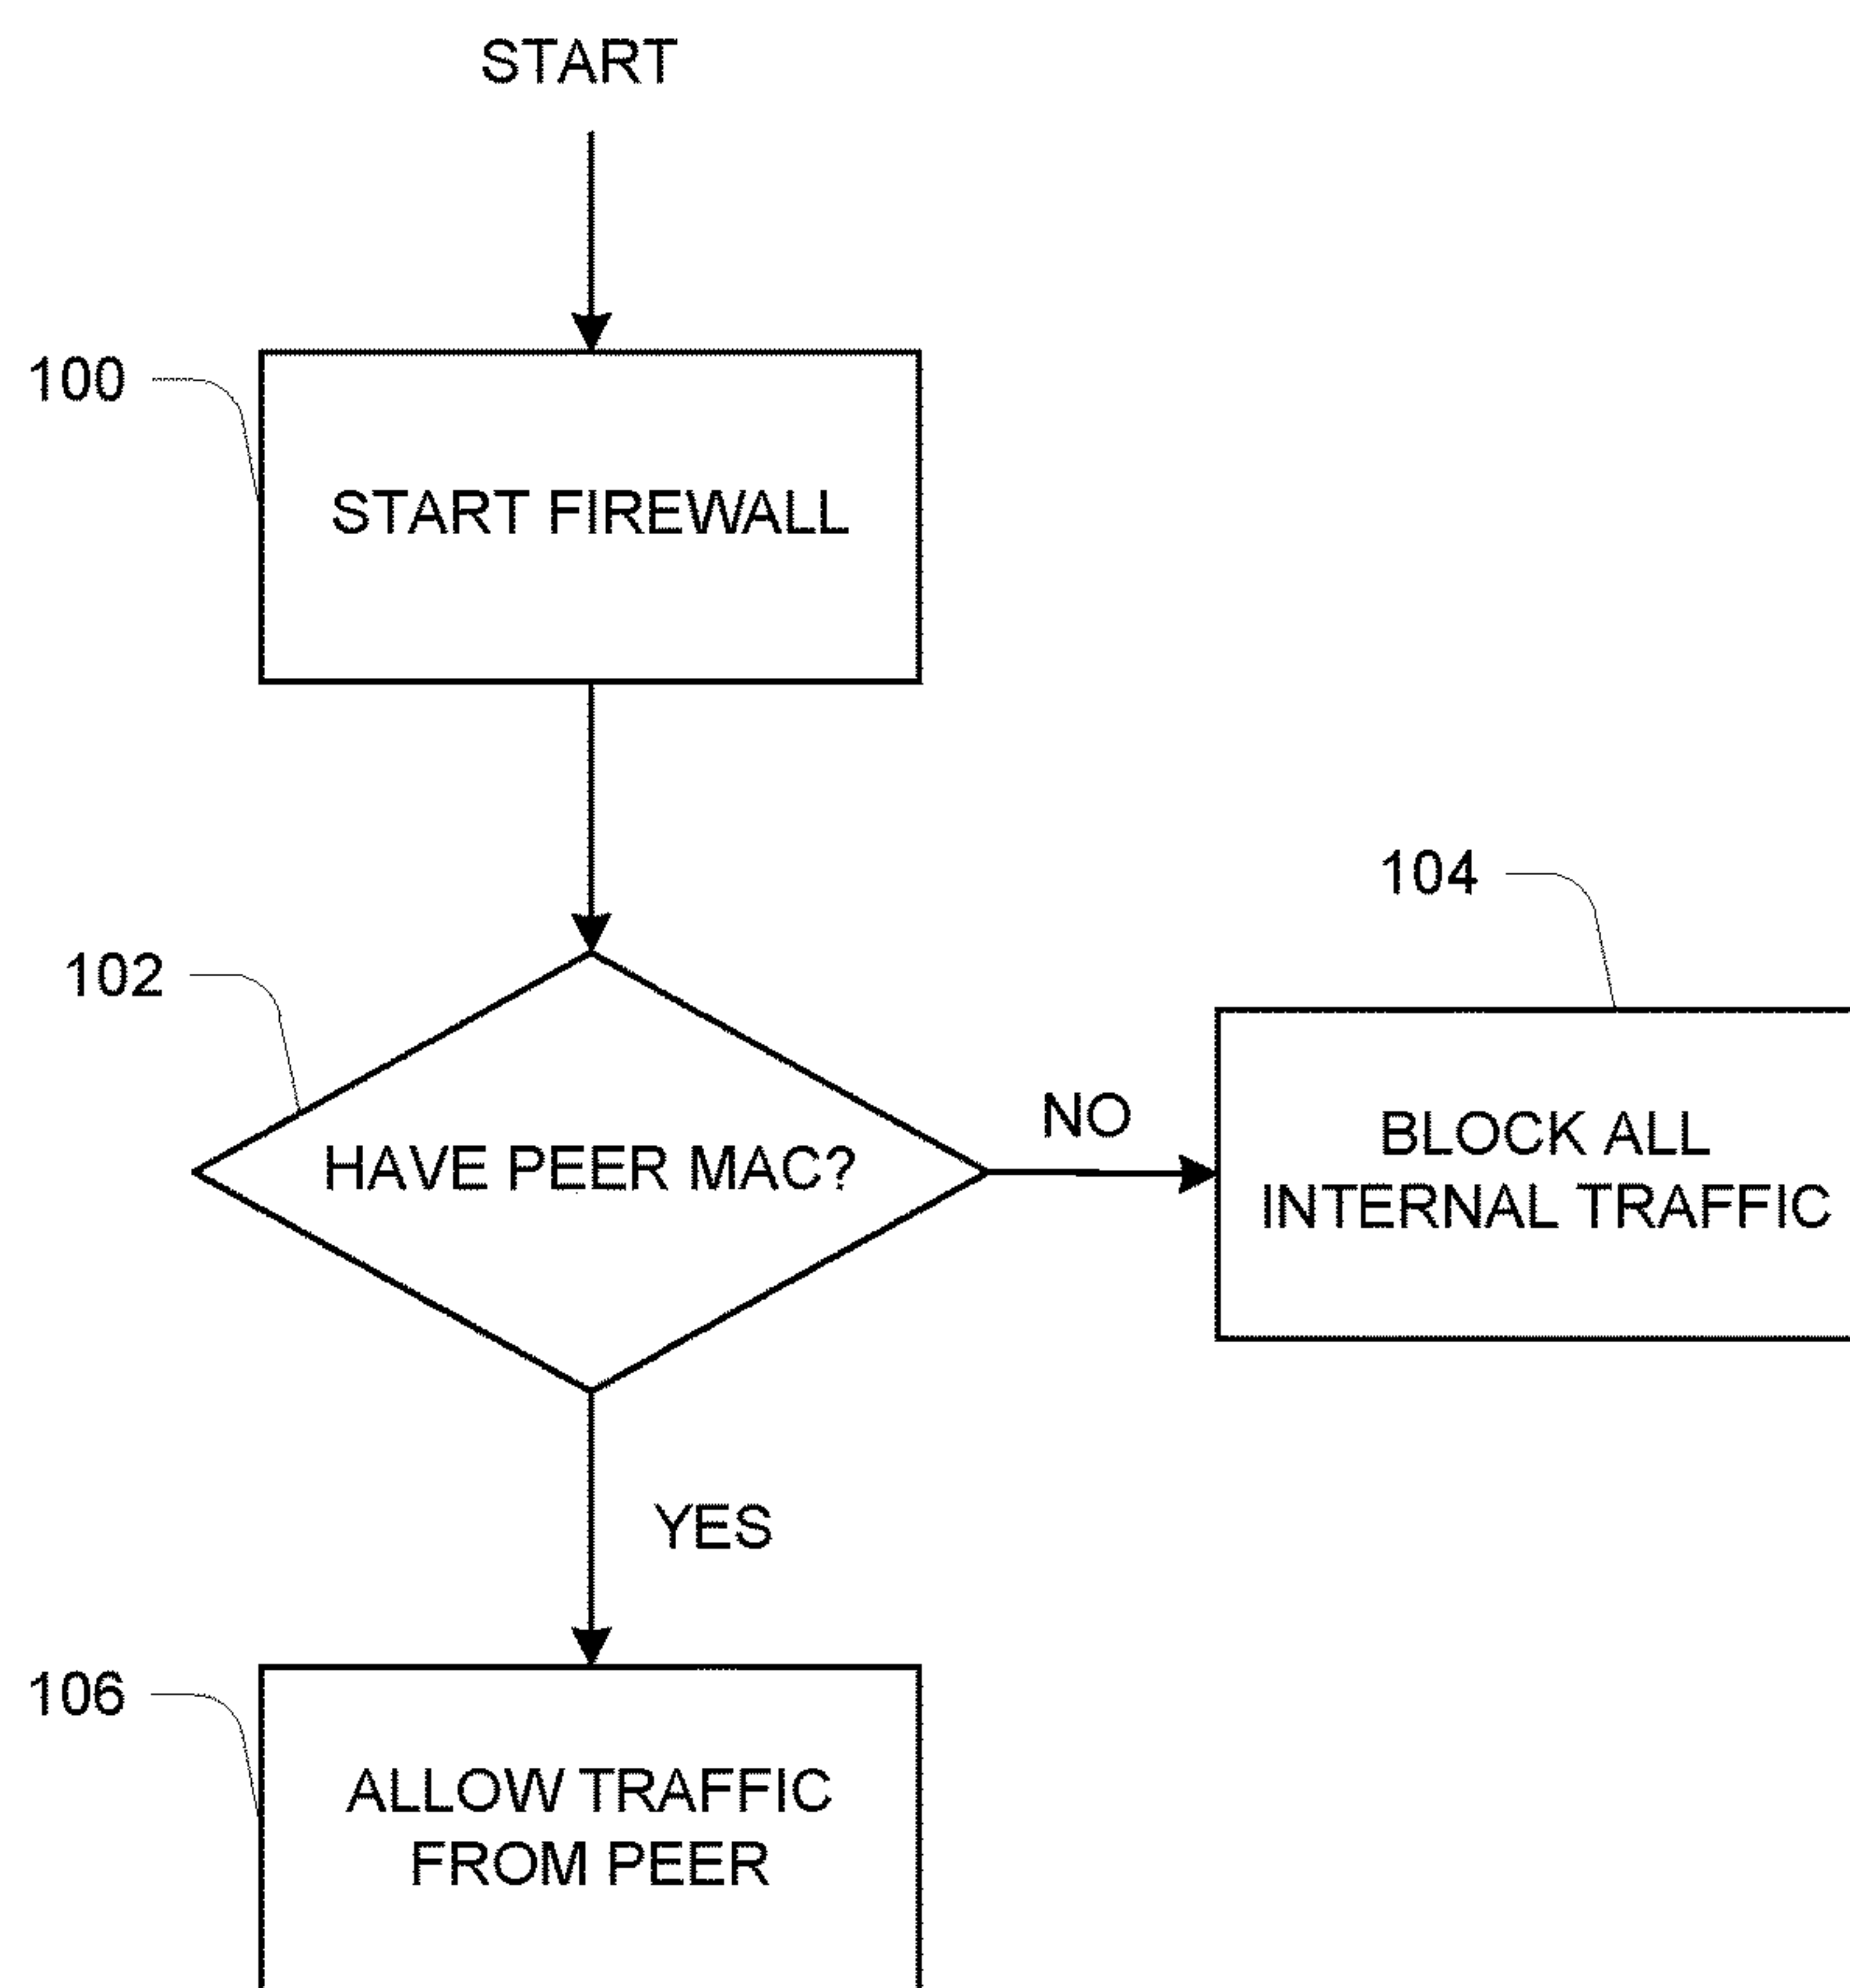 START
100
START FIREWALL
102
HAVE PEER MAC?
NO
104
BLOCK ALL
INTERNAL TRAFFIC
YES
106
ALLOW TRAFFIC
FROM PEER